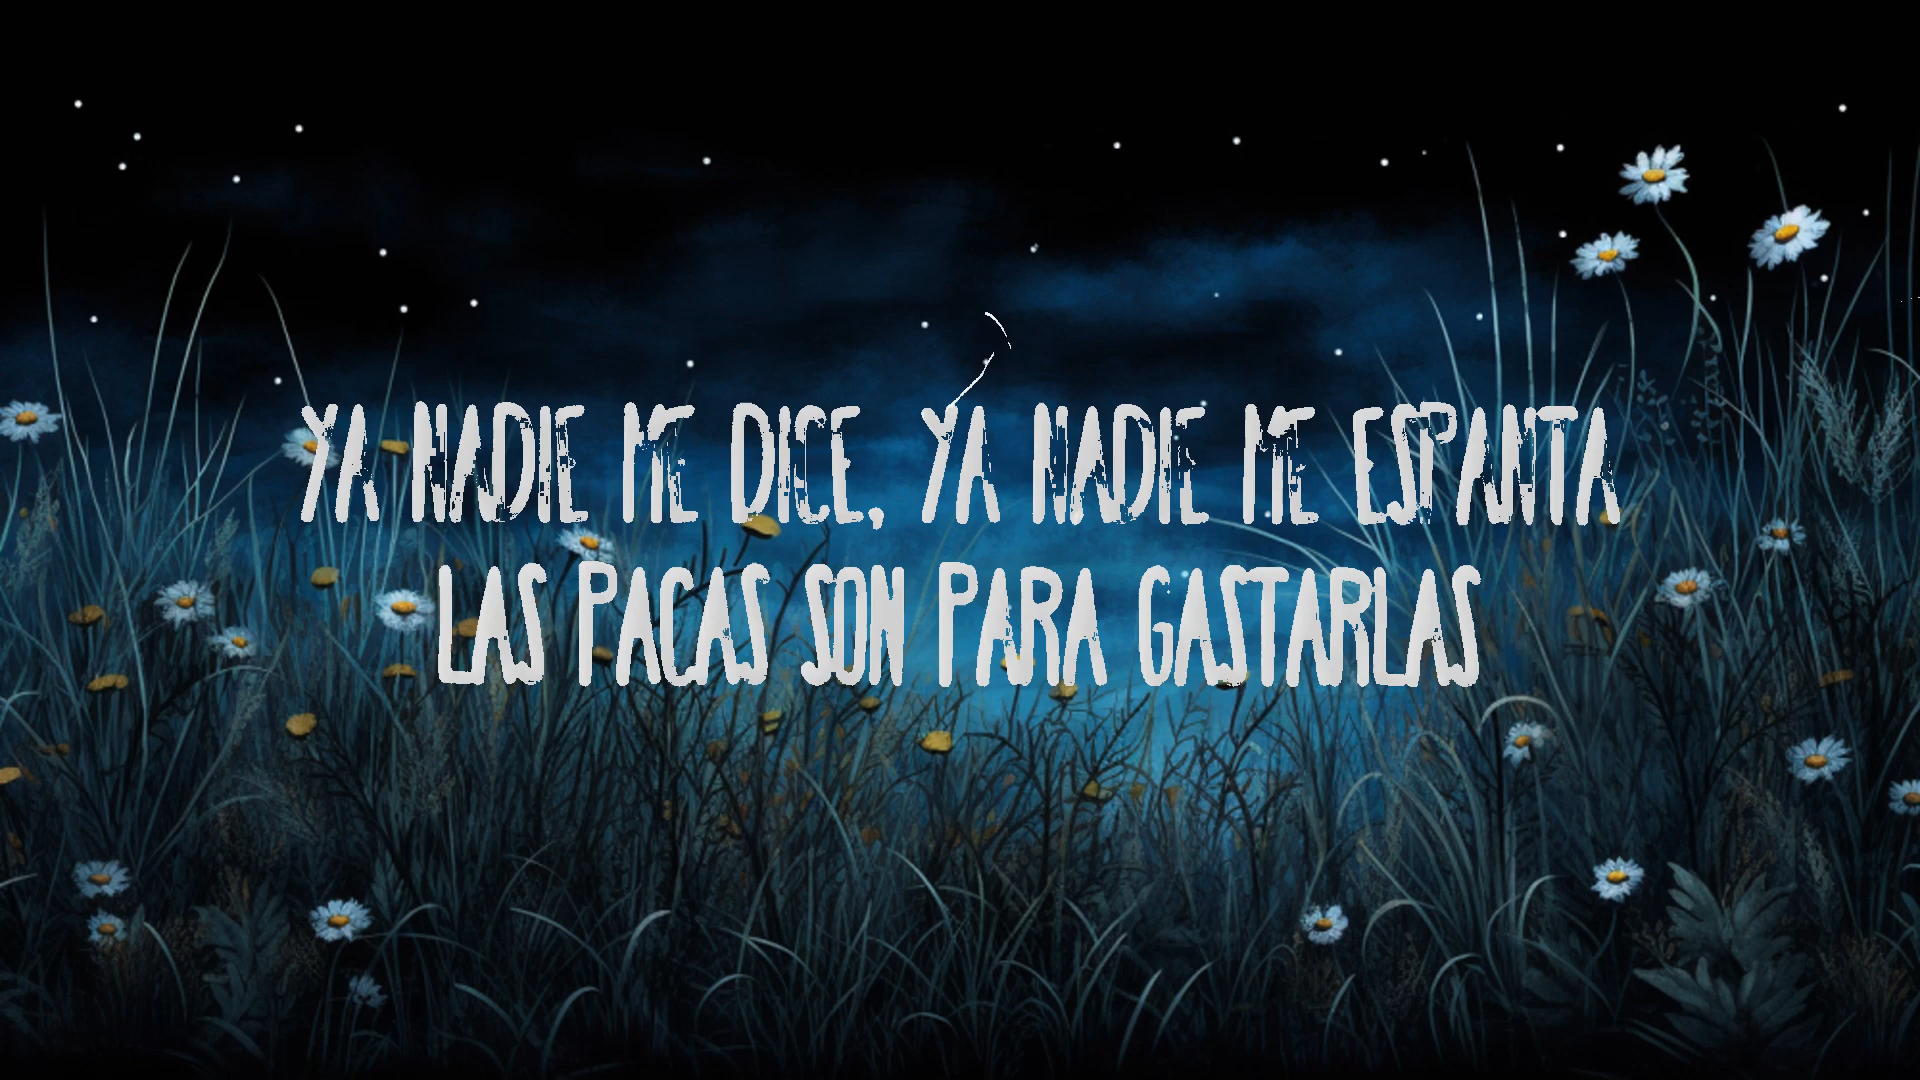 YA NADIE ME DICE, YA NADIE ME ESPANTA
LAS PACAS SON PARA GASTARLAS